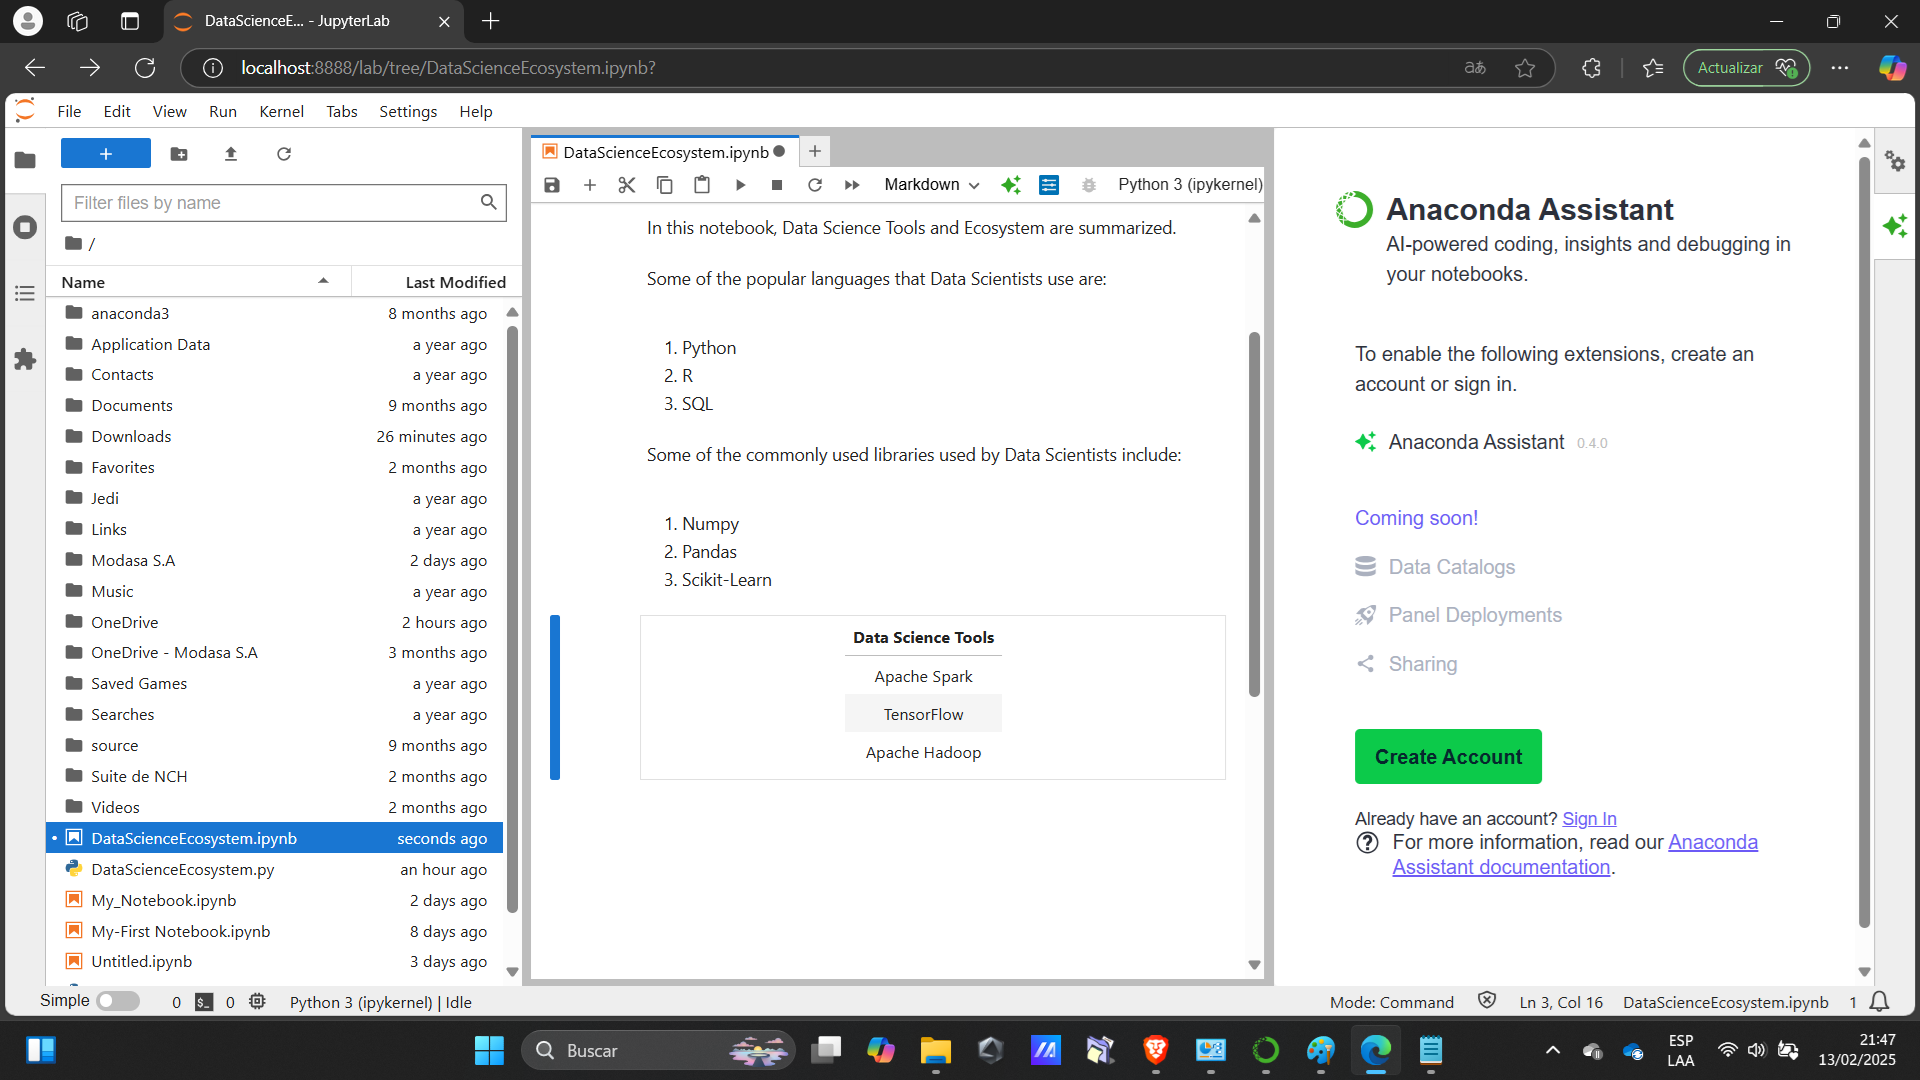 DataScienceE... - JupyterLab
localhost:8888/lab/tree/DataScienceEcosystem.ipynb?
Actualizar
File Edit View Run Kernel Tabs Settings Help
Filter files by name
/
Name Last Modified
anaconda3 8 months ago
Application Data a year ago
Contacts a year ago
Documents 9 months ago
Downloads 26 minutes ago
Favorites 2 months ago
Jedi a year ago
Links a year ago
Modasa S.A 2 days ago
Music a year ago
OneDrive 2 hours ago
OneDrive - Modasa S.A 3 months ago
Saved Games a year ago
Searches a year ago
source 9 months ago
Suite de NCH 2 months ago
Videos 2 months ago
DataScienceEcosystem.ipynb seconds ago
DataScienceEcosystem.py an hour ago
My_Notebook.ipynb 2 days ago
My-First Notebook.ipynb 8 days ago
Untitled.ipynb 3 days ago
DataScienceEcosystem.ipynb
Markdown Python 3 (ipykernel)
In this notebook, Data Science Tools and Ecosystem are summarized.
Some of the popular languages that Data Scientists use are:
1. Python
2. R
3. SQL
Some of the commonly used libraries used by Data Scientists include:
1. Numpy
2. Pandas
3. Scikit-Learn
Data Science Tools
Apache Spark
TensorFlow
Apache Hadoop
Anaconda Assistant
AI-powered coding, insights and debugging in
your notebooks.
To enable the following extensions, create an
account or sign in.
Anaconda Assistant 0.4.0
Coming soon!
Data Catalogs
Panel Deployments
Sharing
Create Account
Already have an account? Sign In
For more information, read our Anaconda
Assistant documentation.
Simple 0 0 Python 3 (ipykernel) | Idle Mode: Command Ln 3, Col 16 DataScienceEcosystem.ipynb 1
Buscar
ESP
LAA
21:47
13/02/2025